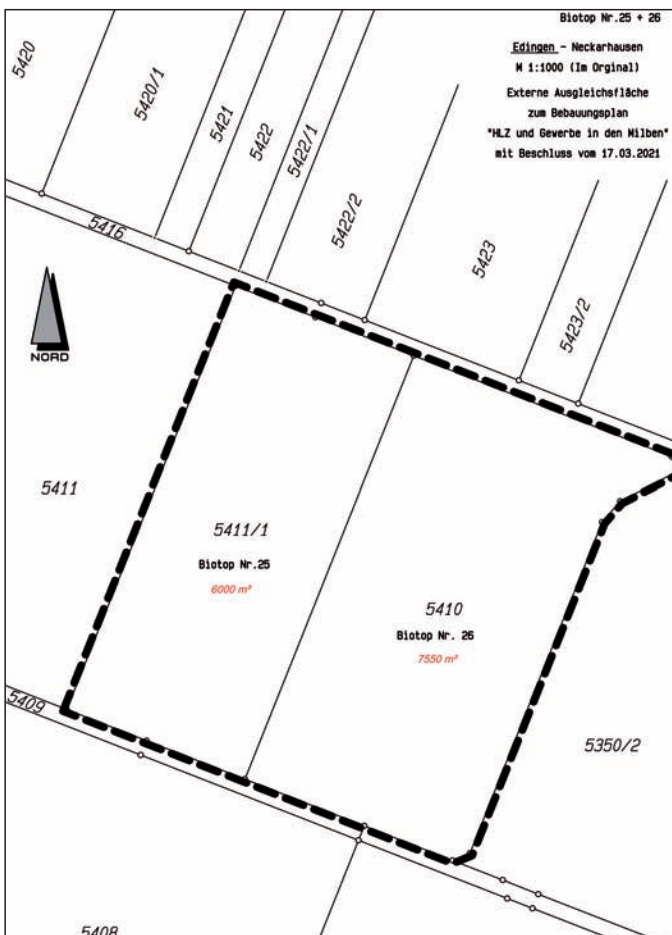 Biotop Nr.25 + 26
Edingen - Neckarhausen
M 1:1000 (Im Orginal)
Externe Ausgleichsfläche
zum Bebauungsplan
"HLZ und Gewerbe in den Milben"
mit Beschluss vom 17.03.2021
5420
5420/1
5421
5422
5422/1
5422/2
5423
5423/2
5416
NORD
5411
5411/1
Biotop Nr.25
6000 m²
5410
Biotop Nr. 26
7550 m²
5409
5350/2
5408